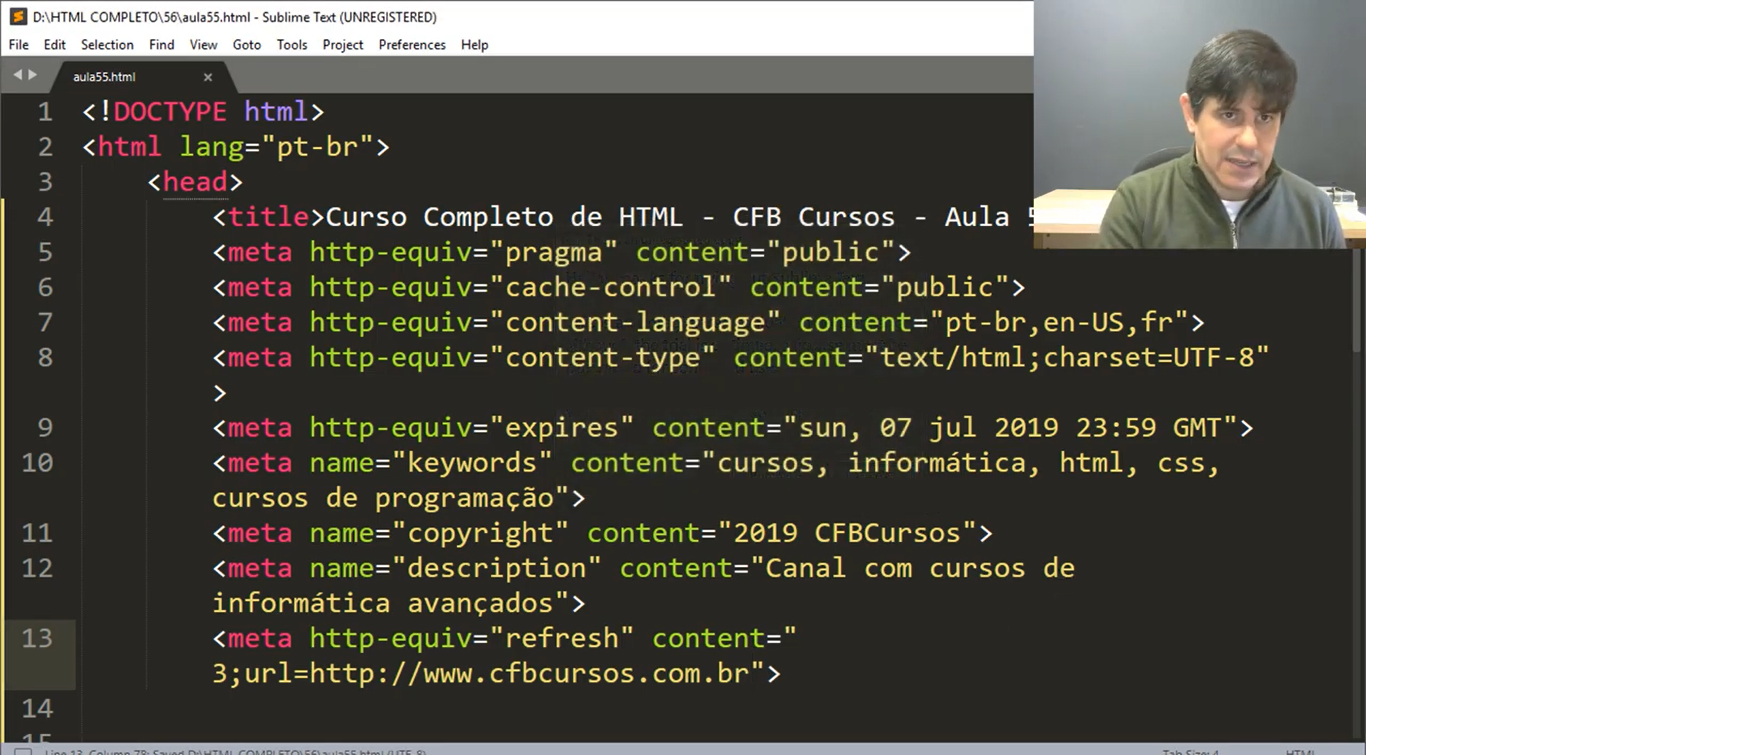 D:\HTML COMPLETO\56\aula55.html - Sublime Text (UNREGISTERED)
File Edit Selection Find View Goto Tools Project Preferences Help
aula55.html ×
1 <!DOCTYPE html>
2 <html lang="pt-br">
3 <head>
4 <title>Curso Completo de HTML - CFB Cursos - Aula
5 <meta http-equiv="pragma" content="public">
6 <meta http-equiv="cache-control" content="public">
7 <meta http-equiv="content-language" content="pt-br,en-US,fr">
8 <meta http-equiv="content-type" content="text/html;charset=UTF-8"
>
9 <meta http-equiv="expires" content="sun, 07 jul 2019 23:59 GMT">
10 <meta name="keywords" content="cursos, informática, html, css,
cursos de programação">
11 <meta name="copyright" content="2019 CFBCursos">
12 <meta name="description" content="Canal com cursos de
informática avançados">
13 <meta http-equiv="refresh" content="
3;url=http://www.cfbcursos.com.br">
14
15
Line 13, Column 78; Saved D:\HTML COMPLETO\56\aula55.html (UTF-8) Tab Size: 4 HTML